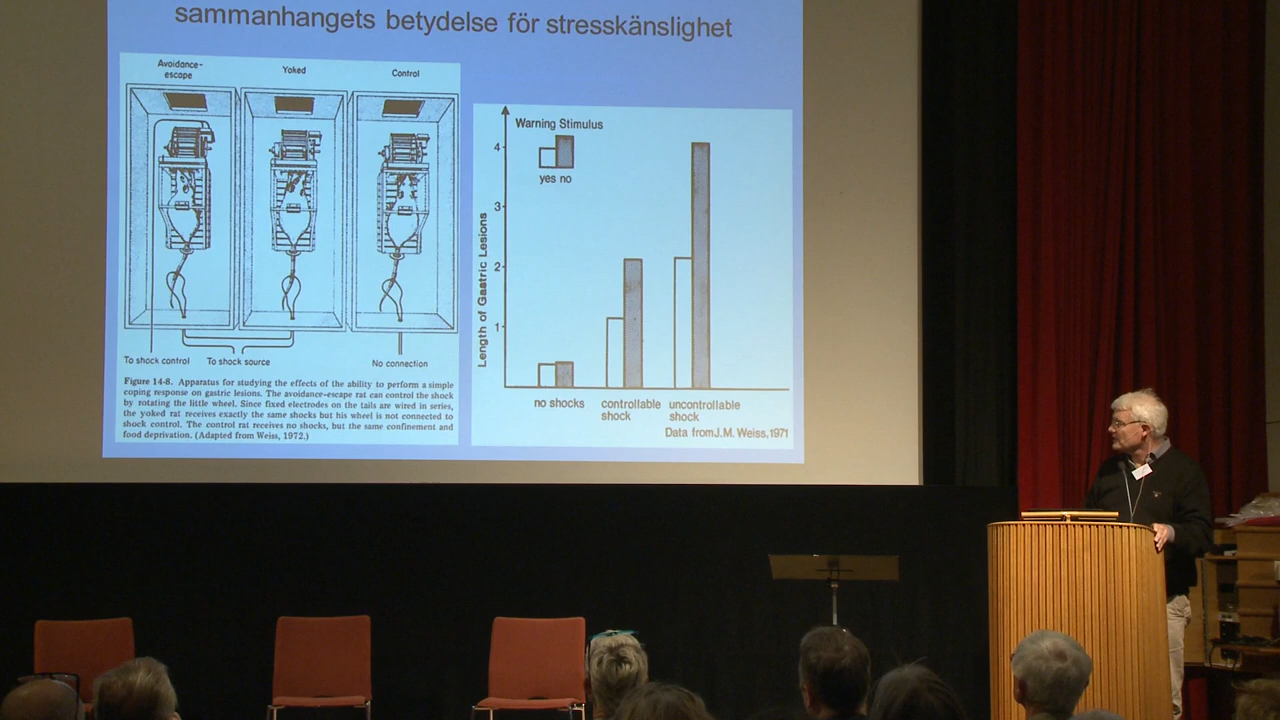 sammanhangets betydelse för stresskänslighet
Avoidance-
escape
Yoked
Control
To shock control
To shock source
No connection
Figure 14-8. Apparatus for studying the effects of the ability to perform a simple
coping response on gastric lesions. The avoidance-escape rat can control the shock
by rotating the little wheel. Since fixed electrodes on the tails are wired in series,
the yoked rat receives exactly the same shocks but his wheel is not connected to
shock control. The control rat receives no shocks, but the same confinement and
food deprivation. (Adapted from Weiss, 1972.)
Warning Stimulus
yes no
Length of Gastric Lesions
4
3
2
1
no shocks
controllable
shock
uncontrollable
shock
Data from J.M. Weiss, 1971